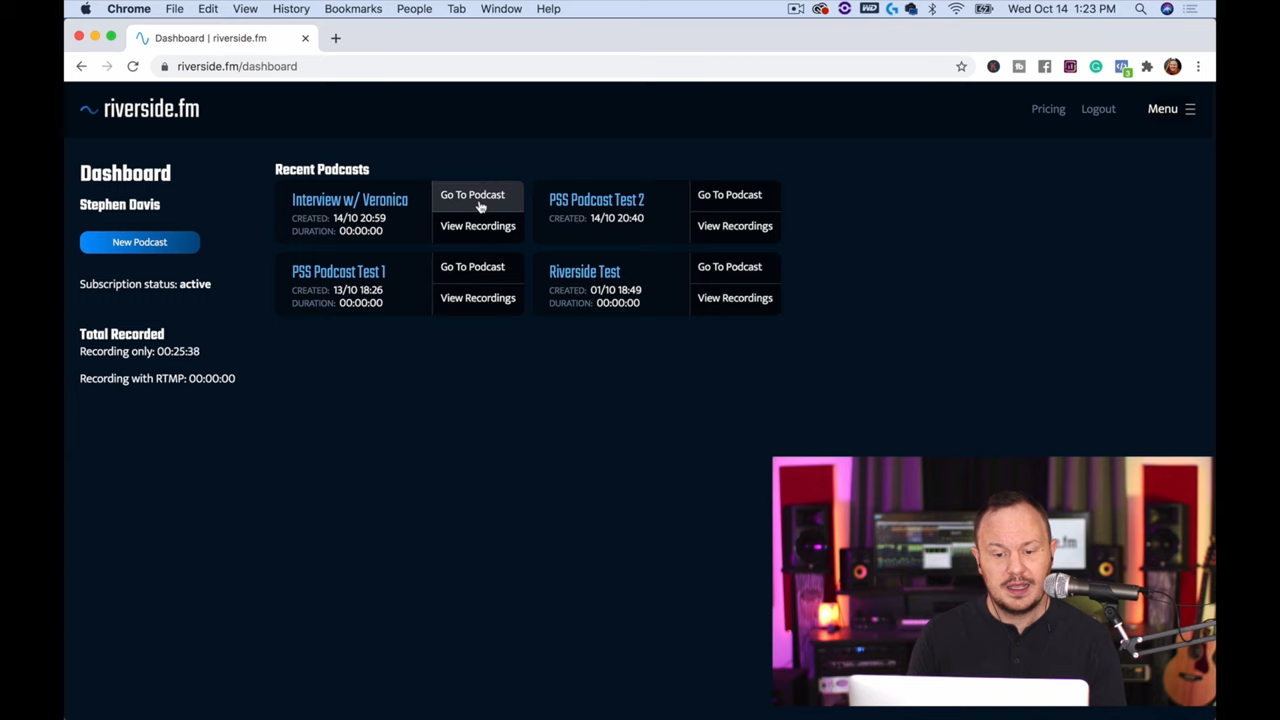 Chrome File Edit View History Bookmarks People Tab Window Help
WD
Wed Oct 14 1:23 PM
Dashboard | riverside.fm
riverside.fm/dashboard
3
riverside.fm
Pricing Logout Menu
Dashboard
Stephen Davis
New Podcast
Subscription status: active
Total Recorded
Recording only: 00:25:38
Recording with RTMP: 00:00:00
Recent Podcasts
Interview w/ Veronica
CREATED: 14/10 20:59
DURATION: 00:00:00
Go To Podcast
View Recordings
PSS Podcast Test 2
CREATED: 14/10 20:40
Go To Podcast
View Recordings
PSS Podcast Test 1
CREATED: 13/10 18:26
DURATION: 00:00:00
Go To Podcast
View Recordings
Riverside Test
CREATED: 01/10 18:49
DURATION: 00:00:00
Go To Podcast
View Recordings